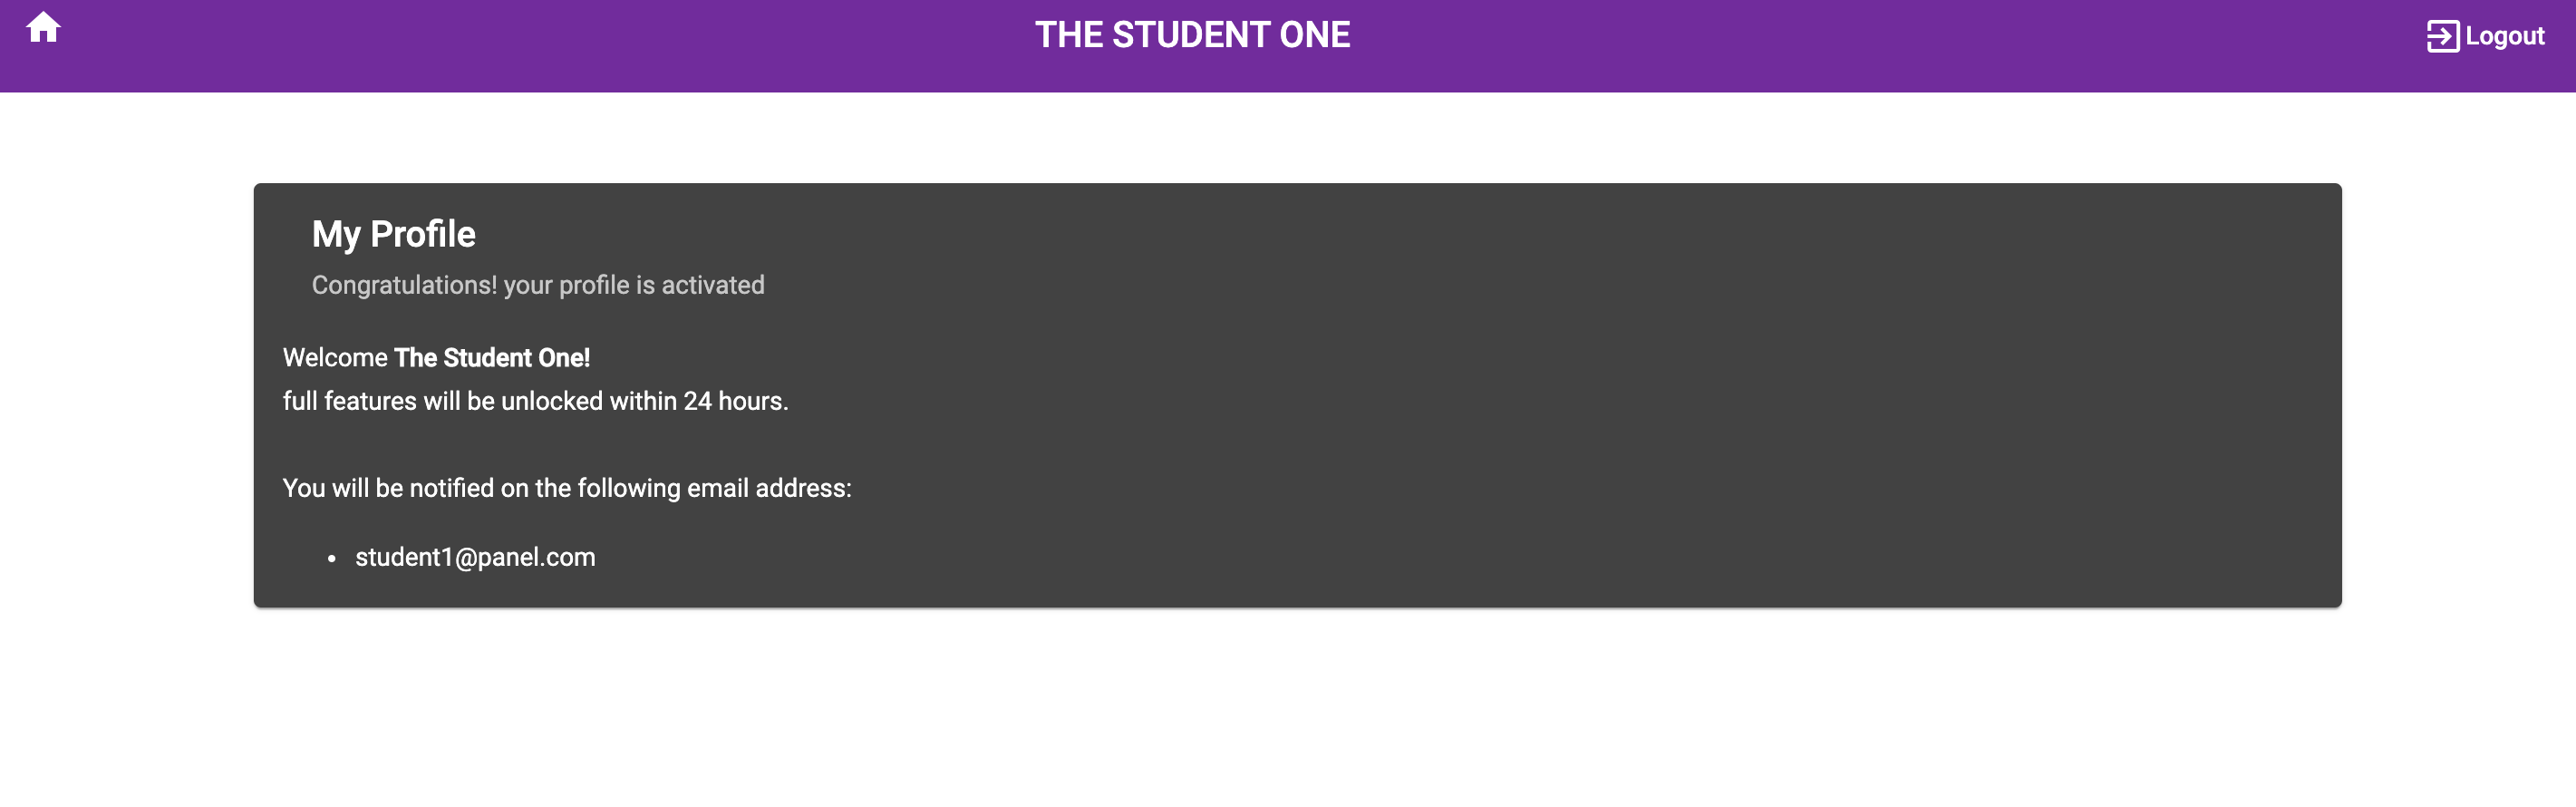 THE STUDENT ONE
Logout
My Profile
Congratulations! your profile is activated
Welcome The Student One!
full features will be unlocked within 24 hours.
You will be notified on the following email address:
• student1@panel.com